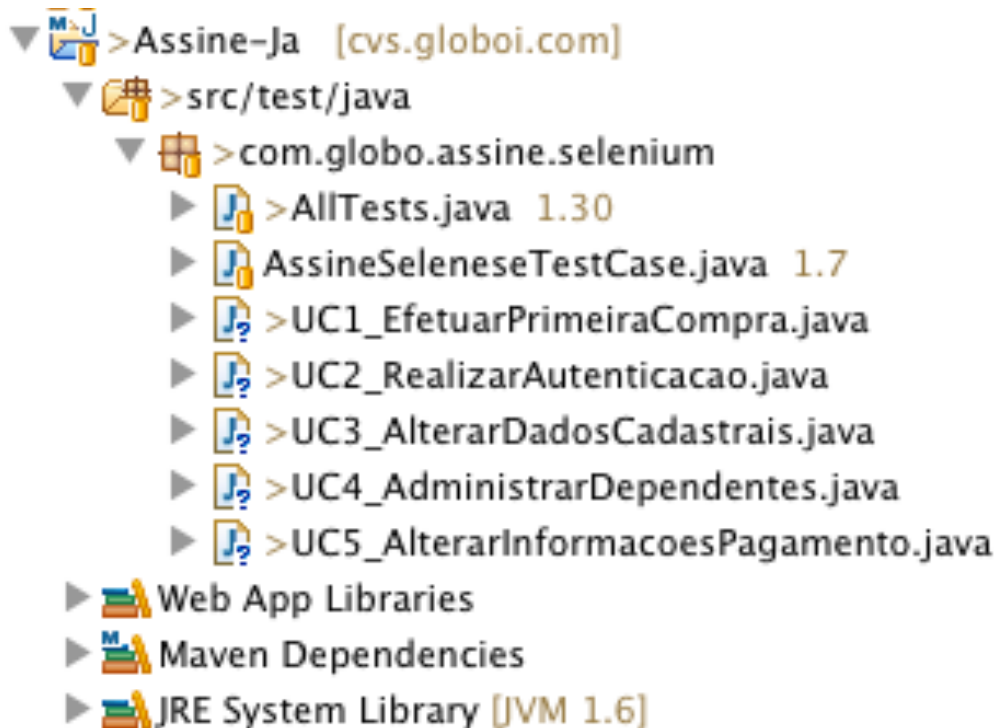 >Assine-Ja [cvs.globoi.com]
>src/test/java
>com.globo.assine.selenium
>AllTests.java 1.30
AssineSeleneseTestCase.java 1.7
>UC1_EfetuarPrimeiraCompra.java
>UC2_RealizarAutenticacao.java
>UC3_AlterarDadosCadastrais.java
>UC4_AdministrarDependentes.java
>UC5_AlterarInformacoesPagamento.java
Web App Libraries
Maven Dependencies
JRE System Library [JVM 1.6]